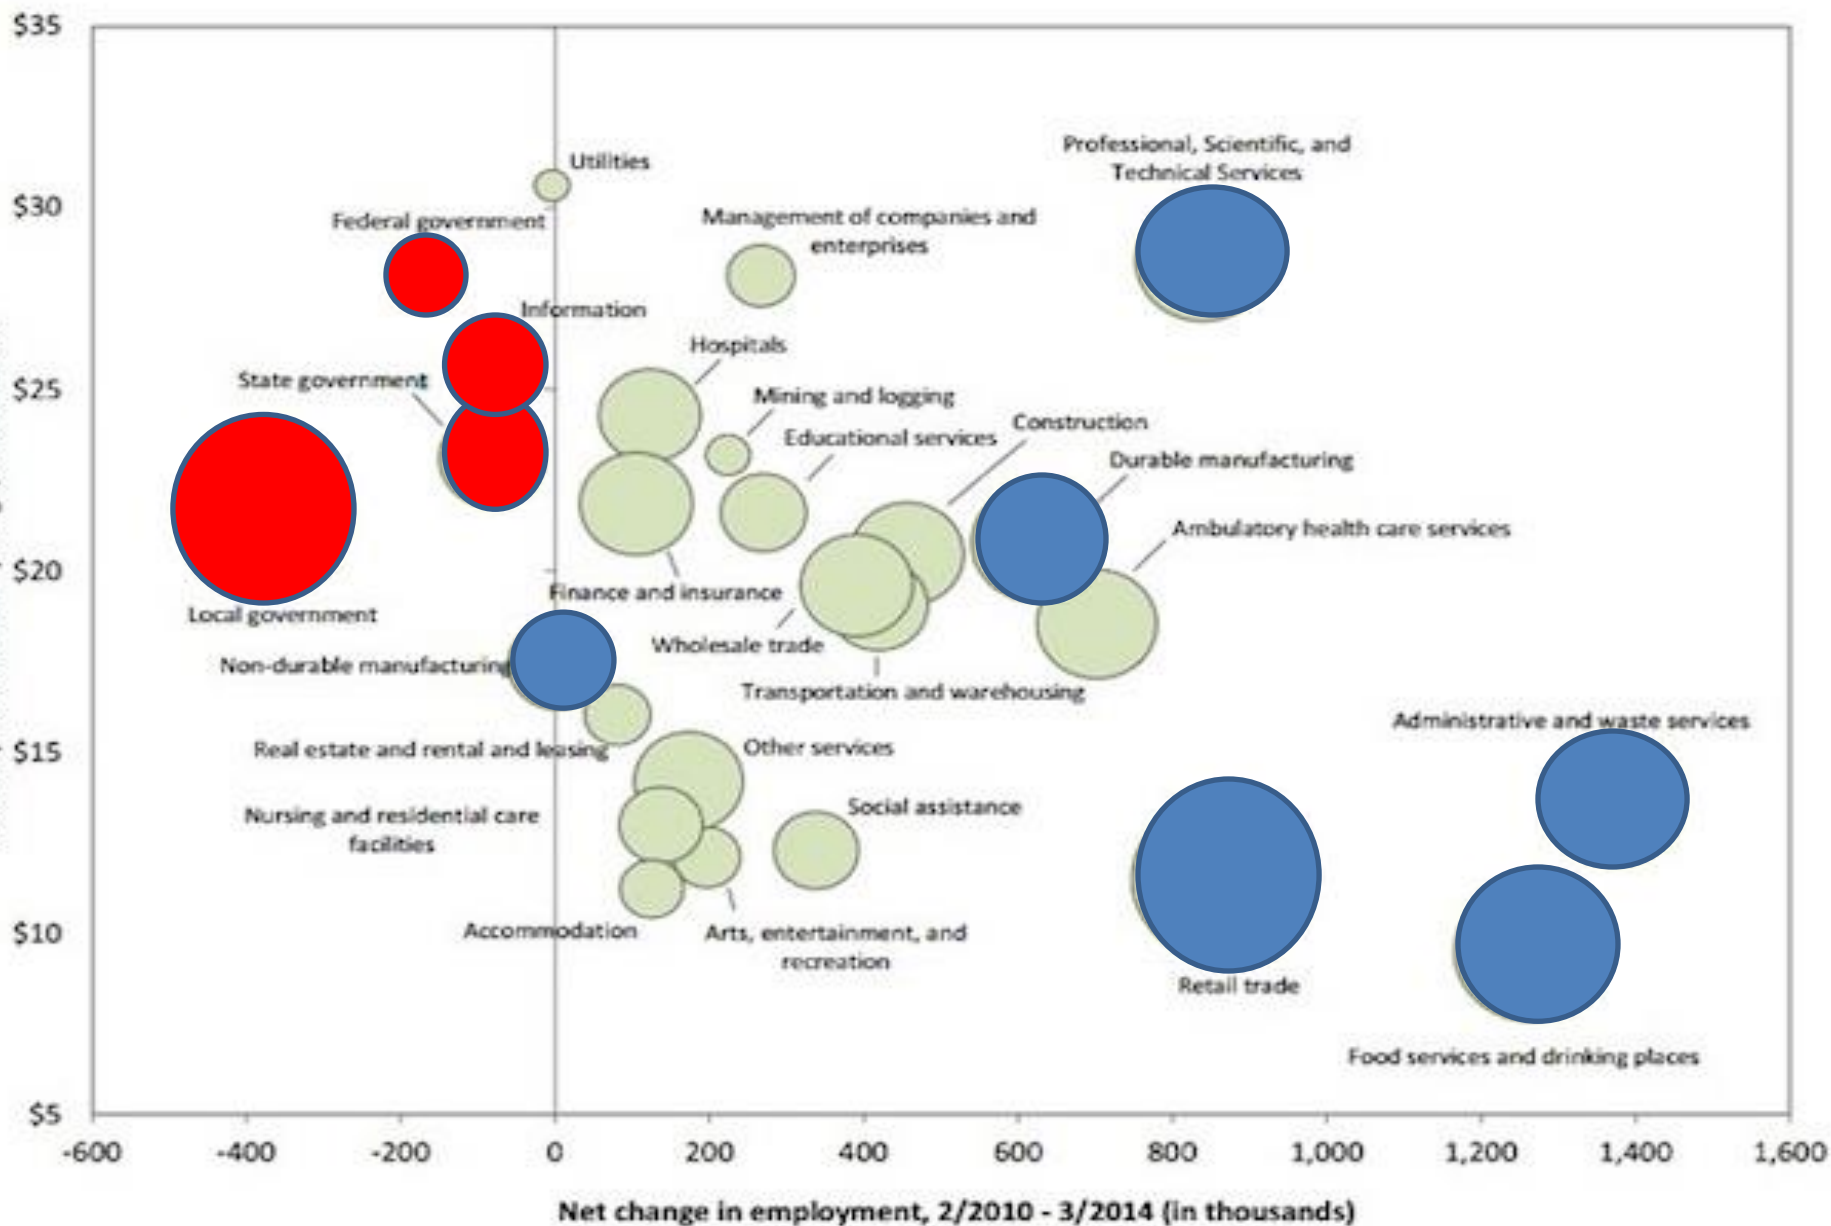 $35
$30
$25
$20
$15
$10
$5
Utilities
Federal government
Information
State government
Local government
Non-durable manufacturing
Real estate and rental and leasing
Nursing and residential care
facilities
Accommodation
Management of companies and
enterprises
Hospitals
Mining and logging
Educational services
Construction
Durable manufacturing
Ambulatory health care services
Finance and insurance
Wholesale trade
Transportation and warehousing
Other services
Social assistance
Arts, entertainment, and
recreation
Professional, Scientific, and
Technical Services
Administrative and waste services
Retail trade
Food services and drinking places
-600 -400 -200 0 200 400 600 800 1,000 1,200 1,400 1,600
Net change in employment, 2/2010 - 3/2014 (in thousands)